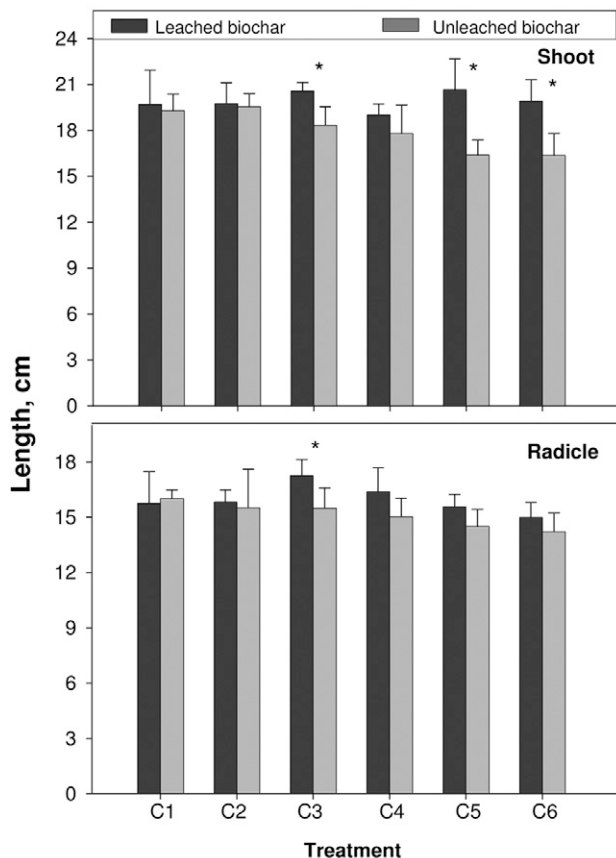 Leached biochar Unleached biochar
Shoot
24
21
18
15
12
9
6
3
0
* * *
Length, cm
Radicle
18
15
12
9
6
3
0
*
C1 C2 C3 C4 C5 C6
Treatment